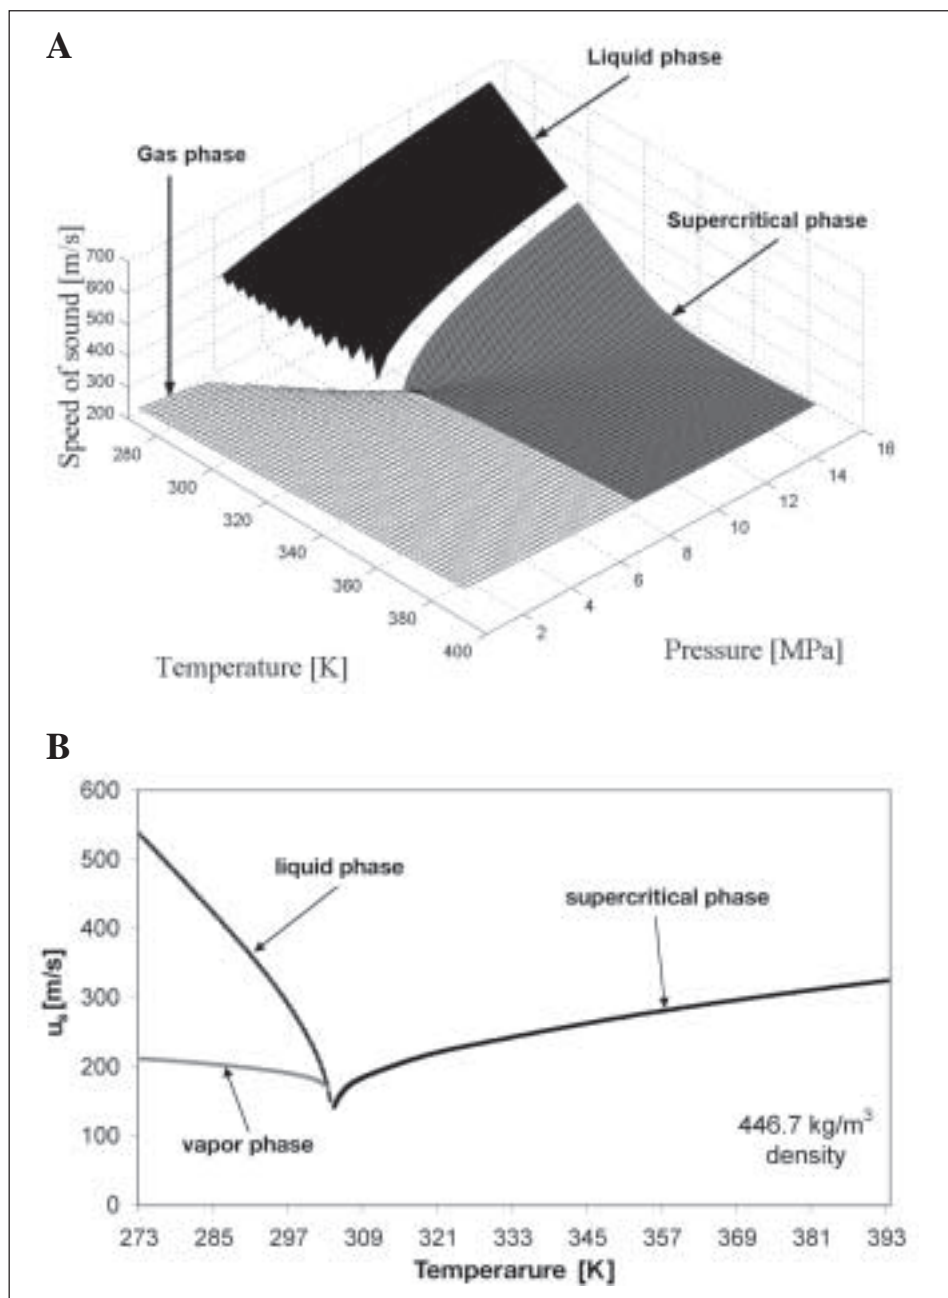 A
Liquid phase
Gas phase
Supercritical phase
Speed of sound [m/s]
700
600
500
400
300
200
280
300
320
340
360
380
400
2
4
6
8
10
12
14
16
Temperature [K]
Pressure [MPa]
B
600
500
400
300
200
100
0
uₛ [m/s]
liquid phase
supercritical phase
vapor phase
446.7 kg/m³
density
273 285 297 309 321 333 345 357 369 381 393
Temperarure [K]